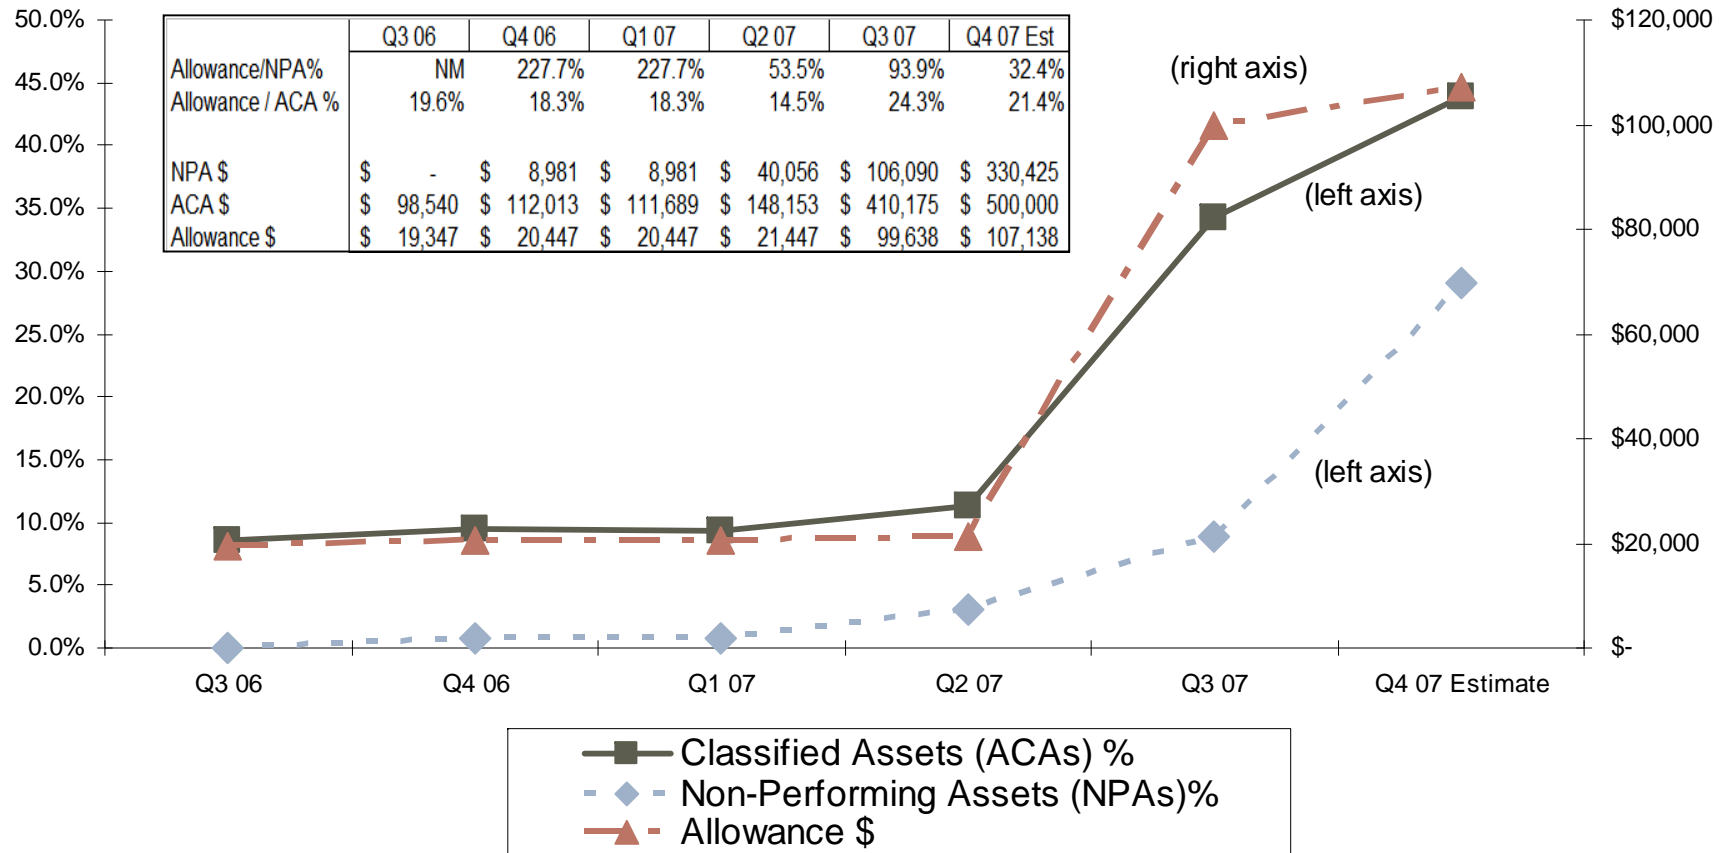 50.0%
45.0%
40.0%
35.0%
30.0%
25.0%
20.0%
15.0%
10.0%
5.0%
0.0%
Q3 06 Q4 06 Q1 07 Q2 07 Q3 07 Q4 07 Est
Allowance/NPA% NM 227.7% 227.7% 53.5% 93.9% 32.4%
Allowance / ACA % 19.6% 18.3% 18.3% 14.5% 24.3% 21.4%
NPA $ $ - $ 8,981 $ 8,981 $ 40,056 $ 106,090 $ 330,425
ACA $ $ 98,540 $ 112,013 $ 111,689 $ 148,153 $ 410,175 $ 500,000
Allowance $ $ 19,347 $ 20,447 $ 20,447 $ 21,447 $ 99,638 $ 107,138
(right axis)
(left axis)
(left axis)
$120,000
$100,000
$80,000
$60,000
$40,000
$20,000
$-
Q3 06 Q4 06 Q1 07 Q2 07 Q3 07 Q4 07 Estimate
Classified Assets (ACAs) %
Non-Performing Assets (NPAs)%
Allowance $